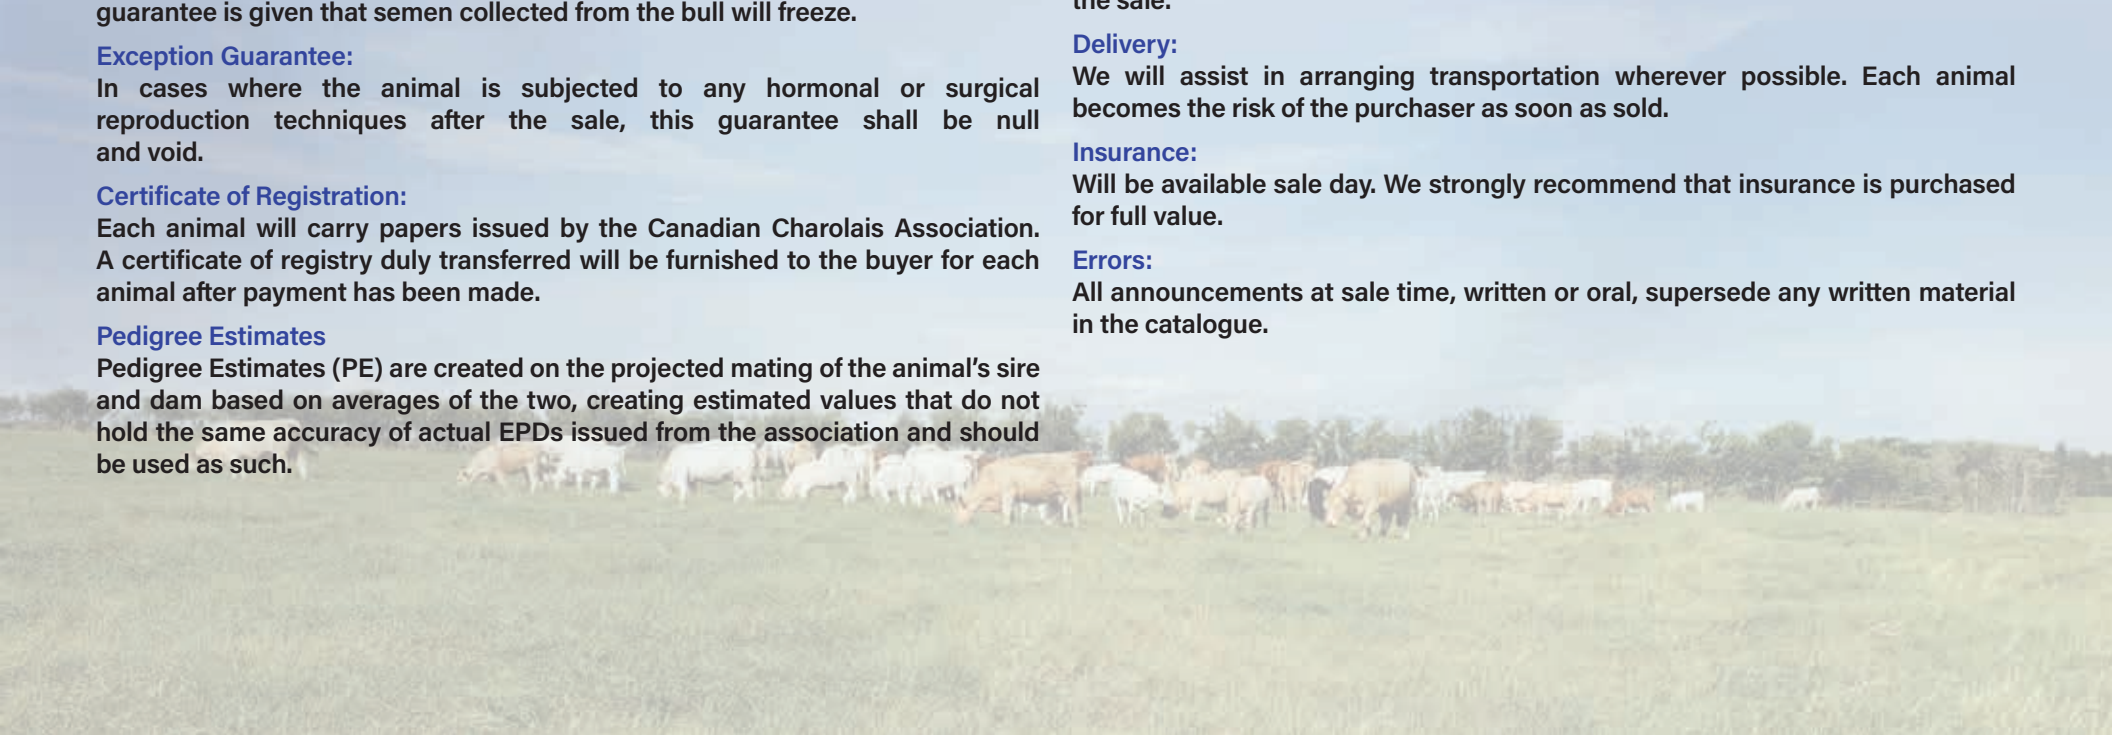 guarantee is given that semen collected from the bull will freeze.
Exception Guarantee:
In cases where the animal is subjected to any hormonal or surgical
reproduction techniques after the sale, this guarantee shall be null
and void.
Certificate of Registration:
Each animal will carry papers issued by the Canadian Charolais Association.
A certificate of registry duly transferred will be furnished to the buyer for each
animal after payment has been made.
Pedigree Estimates
Pedigree Estimates (PE) are created on the projected mating of the animal’s sire
and dam based on averages of the two, creating estimated values that do not
hold the same accuracy of actual EPDs issued from the association and should
be used as such.
the sale.
Delivery:
We will assist in arranging transportation wherever possible. Each animal
becomes the risk of the purchaser as soon as sold.
Insurance:
Will be available sale day. We strongly recommend that insurance is purchased
for full value.
Errors:
All announcements at sale time, written or oral, supersede any written material
in the catalogue.